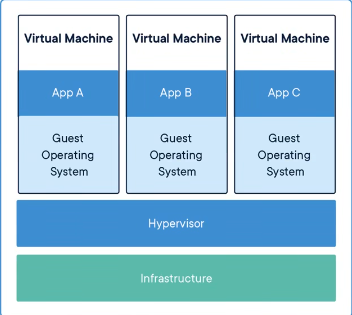 Virtual Machine
App A
Guest
Operating
System
Virtual Machine
App B
Guest
Operating
System
Virtual Machine
App C
Guest
Operating
System
Hypervisor
Infrastructure